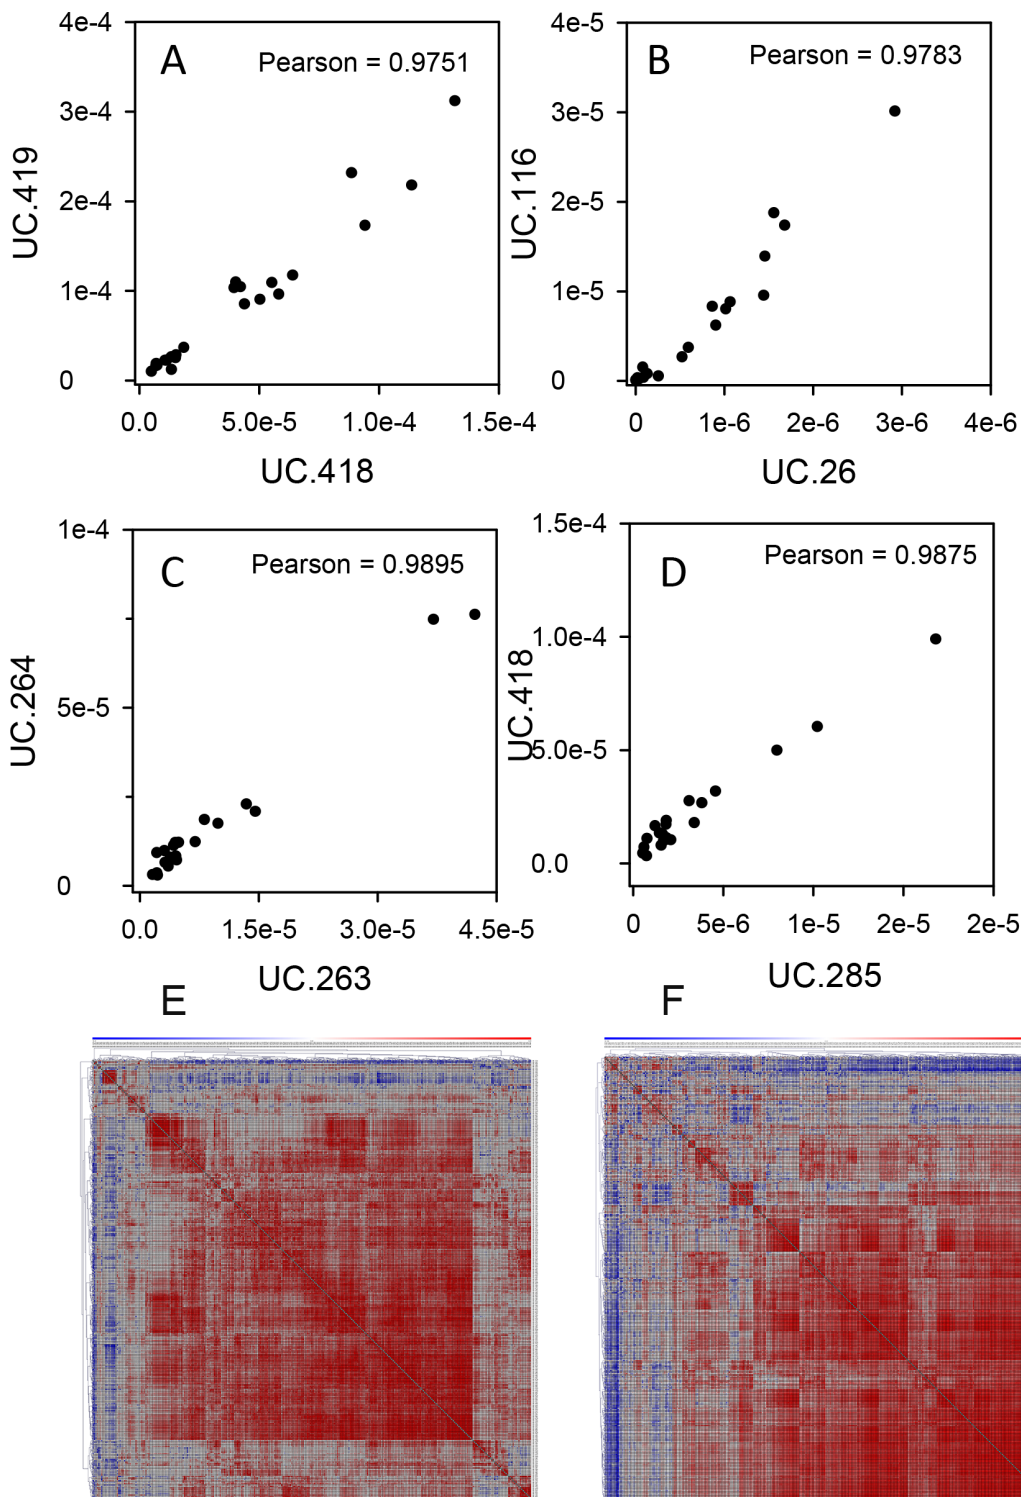 A
Pearson = 0.9751
4e-4
3e-4
2e-4
1e-4
0
UC.419
0.0
5.0e-5
1.0e-4
1.5e-4
UC.418
B
Pearson = 0.9783
4e-5
3e-5
2e-5
1e-5
0
UC.116
0
1e-6
2e-6
3e-6
4e-6
UC.26
C
Pearson = 0.9895
1e-4
5e-5
0
UC.264
0.0
1.5e-5
3.0e-5
4.5e-5
UC.263
D
Pearson = 0.9875
1.5e-4
1.0e-4
5.0e-5
0.0
UC.418
0
5e-6
1e-5
2e-5
2e-5
UC.285
E
F